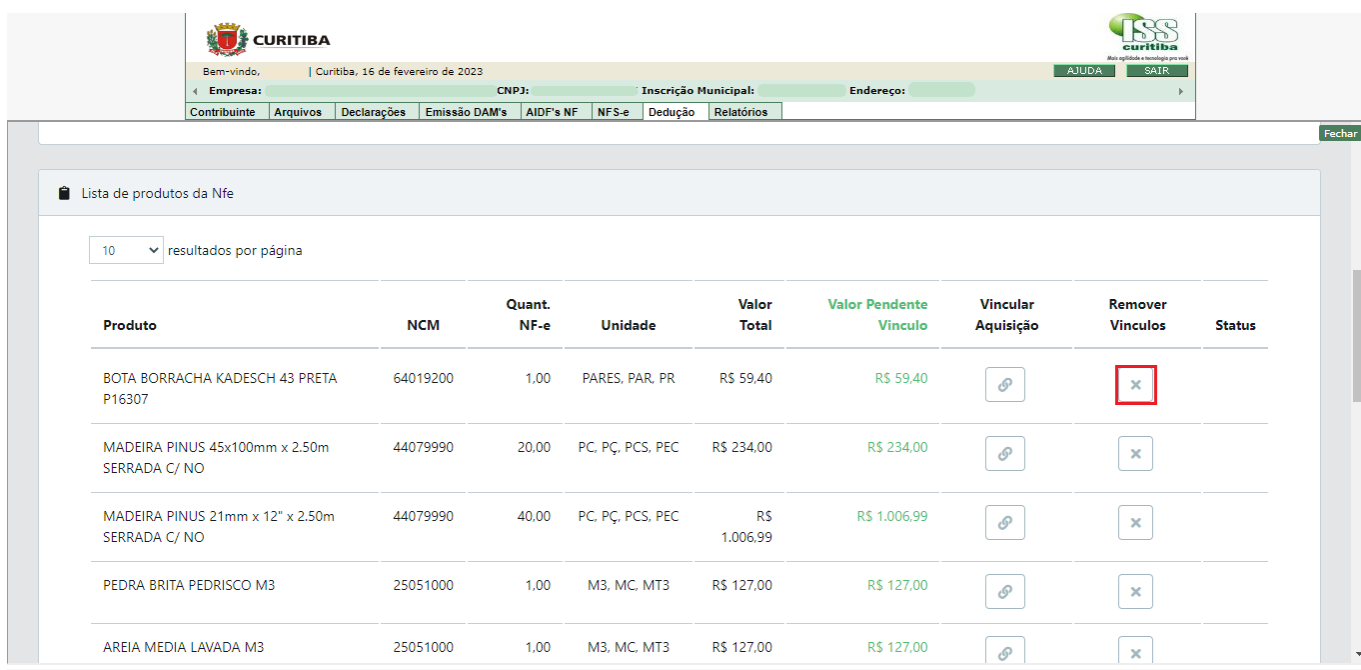 CURITIBA
ISS
curitiba
Mais agilidade e tecnologia pra você
Bem-vindo, | Curitiba, 16 de fevereiro de 2023 AJUDA SAIR
Empresa: CNPJ: Inscrição Municipal: Endereço:
Contribuinte Arquivos Declarações Emissão DAM's AIDF's NF NFS-e Dedução Relatórios
Fechar
Lista de produtos da Nfe
10 resultados por página
Quant. Valor Valor Pendente Vincular Remover
Produto NCM NF-e Unidade Total Vinculo Aquisição Vinculos Status
BOTA BORRACHA KADESCH 43 PRETA 64019200 1,00 PARES, PAR, PR R$ 59,40 R$ 59,40
P16307
MADEIRA PINUS 45x100mm x 2.50m 44079990 20,00 PC, PÇ, PCS, PEC R$ 234,00 R$ 234,00
SERRADA C/ NO
MADEIRA PINUS 21mm x 12" x 2.50m 44079990 40,00 PC, PÇ, PCS, PEC R$ R$ 1.006,99
SERRADA C/ NO 1.006,99
PEDRA BRITA PEDRISCO M3 25051000 1,00 M3, MC, MT3 R$ 127,00 R$ 127,00
AREIA MEDIA LAVADA M3 25051000 1,00 M3, MC, MT3 R$ 127,00 R$ 127,00